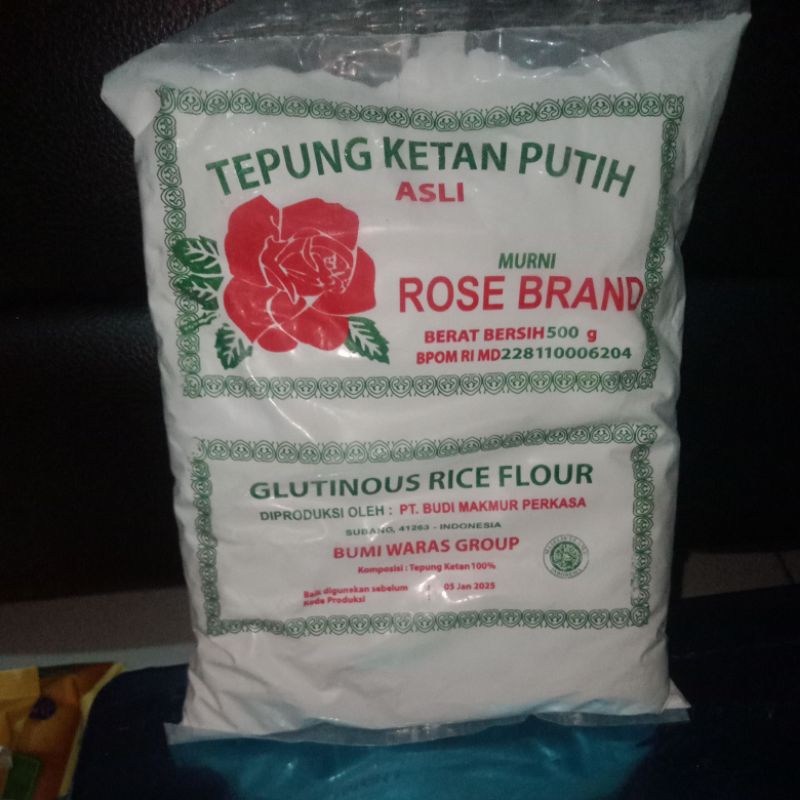 TEPUNG KETAN PUTIH
ASLI
MURNI
ROSE BRAND
BERAT BERSIH 500 g
BPOM RI MD228110006204
GLUTINOUS RICE FLOUR
DIPRODUKSI OLEH : PT. BUDI MAKMUR PERKASA
SUBANG, 41263 - INDONESIA
BUMI WARAS GROUP
Komposisi : Tepung Ketan 100%
Baik digunakan sebelum : 05 Jan 2025
Kode Produksi :